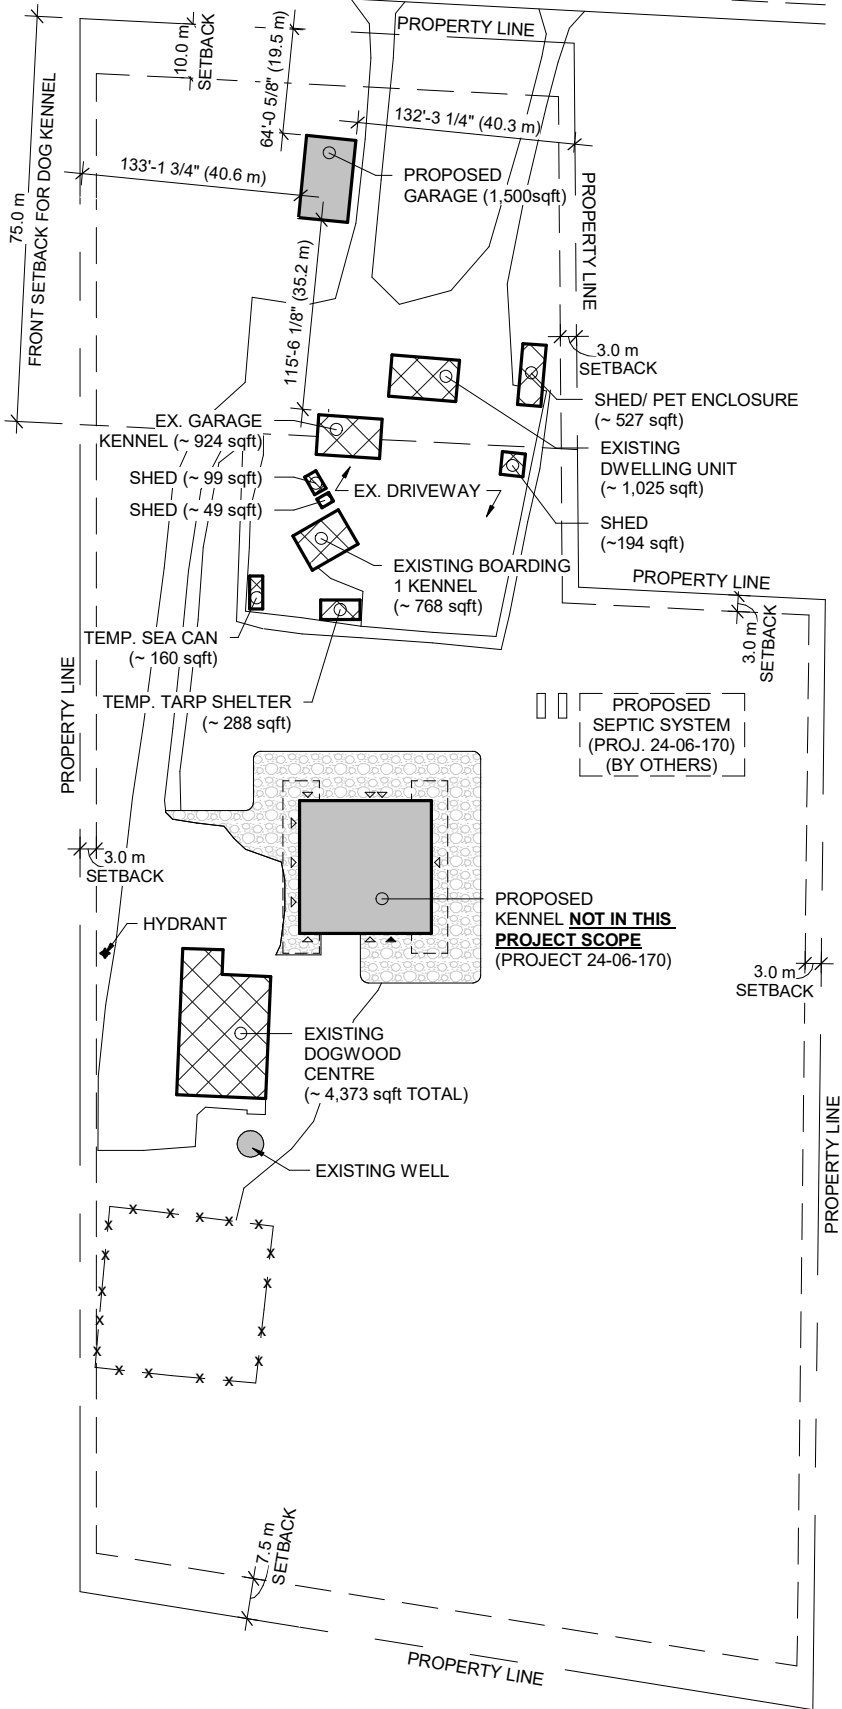 PROPERTY LINE
10.0 m
SETBACK
64'-0 5/8" (19.5 m)
132'-3 1/4" (40.3 m)
133'-1 3/4" (40.6 m)
PROPOSED
GARAGE (1,500sqft)
75.0 m
FRONT SETBACK FOR DOG KENNEL
PROPERTY LINE
115'-6 1/8" (35.2 m)
3.0 m
SETBACK
SHED/ PET ENCLOSURE
(~ 527 sqft)
EX. GARAGE
KENNEL (~ 924 sqft)
EXISTING
DWELLING UNIT
(~ 1,025 sqft)
SHED (~ 99 sqft)
EX. DRIVEWAY
SHED (~ 49 sqft)
SHED
(~194 sqft)
EXISTING BOARDING
1 KENNEL
(~ 768 sqft)
PROPERTY LINE
3.0 m
SETBACK
TEMP. SEA CAN
(~ 160 sqft)
TEMP. TARP SHELTER
(~ 288 sqft)
PROPERTY LINE
PROPOSED
SEPTIC SYSTEM
(PROJ. 24-06-170)
(BY OTHERS)
3.0 m
SETBACK
HYDRANT
PROPOSED
KENNEL NOT IN THIS
PROJECT SCOPE
(PROJECT 24-06-170)
3.0 m
SETBACK
EXISTING
DOGWOOD
CENTRE
(~ 4,373 sqft TOTAL)
EXISTING WELL
PROPERTY LINE
x x x x x
x x
x x
x x
x x
x x
x x x x
7.5 m
SETBACK
PROPERTY LINE